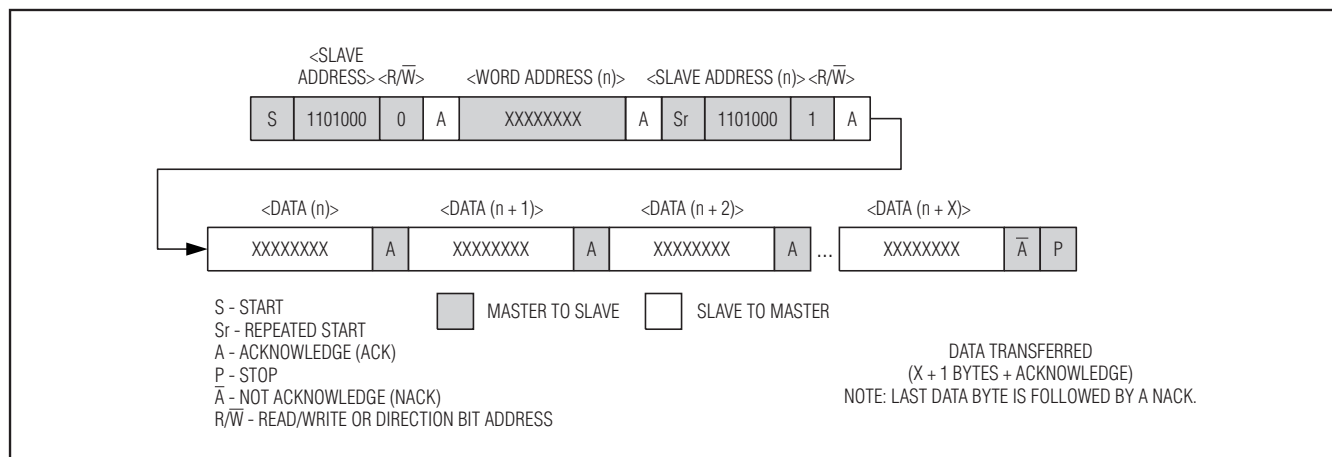 <SLAVE
ADDRESS> <R/W̅> <WORD ADDRESS (n)> <SLAVE ADDRESS (n)> <R/W̅>
S 1101000 0 A XXXXXXXX A Sr 1101000 1 A
<DATA (n)> <DATA (n + 1)> <DATA (n + 2)> <DATA (n + X)>
XXXXXXXX A XXXXXXXX A XXXXXXXX A ... XXXXXXXX A̅ P
S - START
Sr - REPEATED START
A - ACKNOWLEDGE (ACK)
P - STOP
A̅ - NOT ACKNOWLEDGE (NACK)
R/W̅ - READ/WRITE OR DIRECTION BIT ADDRESS
MASTER TO SLAVE SLAVE TO MASTER
DATA TRANSFERRED
(X + 1 BYTES + ACKNOWLEDGE)
NOTE: LAST DATA BYTE IS FOLLOWED BY A NACK.